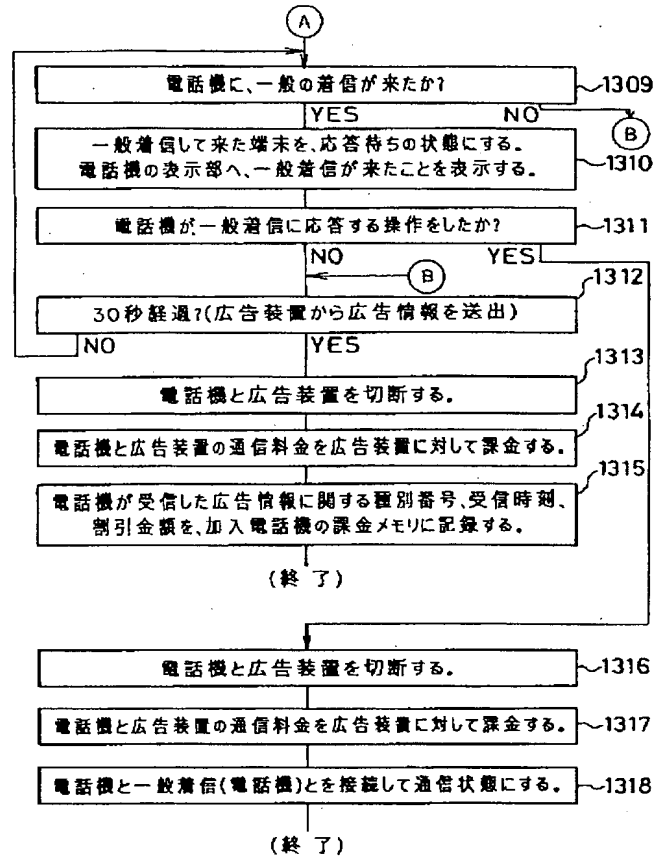 A
電話機に、一般の着信が来たか?
1309
YES
NO
B
一般着信して来た端末を、応答待ちの状態にする。
電話機の表示部へ、一般着信が来たことを表示する。
1310
電話機が一般着信に応答する操作をしたか?
1311
NO
YES
B
1312
30秒経過?(広告装置から広告情報を送出)
NO
YES
1313
電話機と広告装置を切断する。
1314
電話機と広告装置の通信料金を広告装置に対して課金する。
1315
電話機が受信した広告情報に関する種別番号、受信時刻、
割引金額を、加入電話機の課金メモリに記録する。
(終了)
電話機と広告装置を切断する。
1316
電話機と広告装置の通信料金を広告装置に対して課金する。
1317
電話機と一般着信(電話機)とを接続して通信状態にする。
1318
(終了)